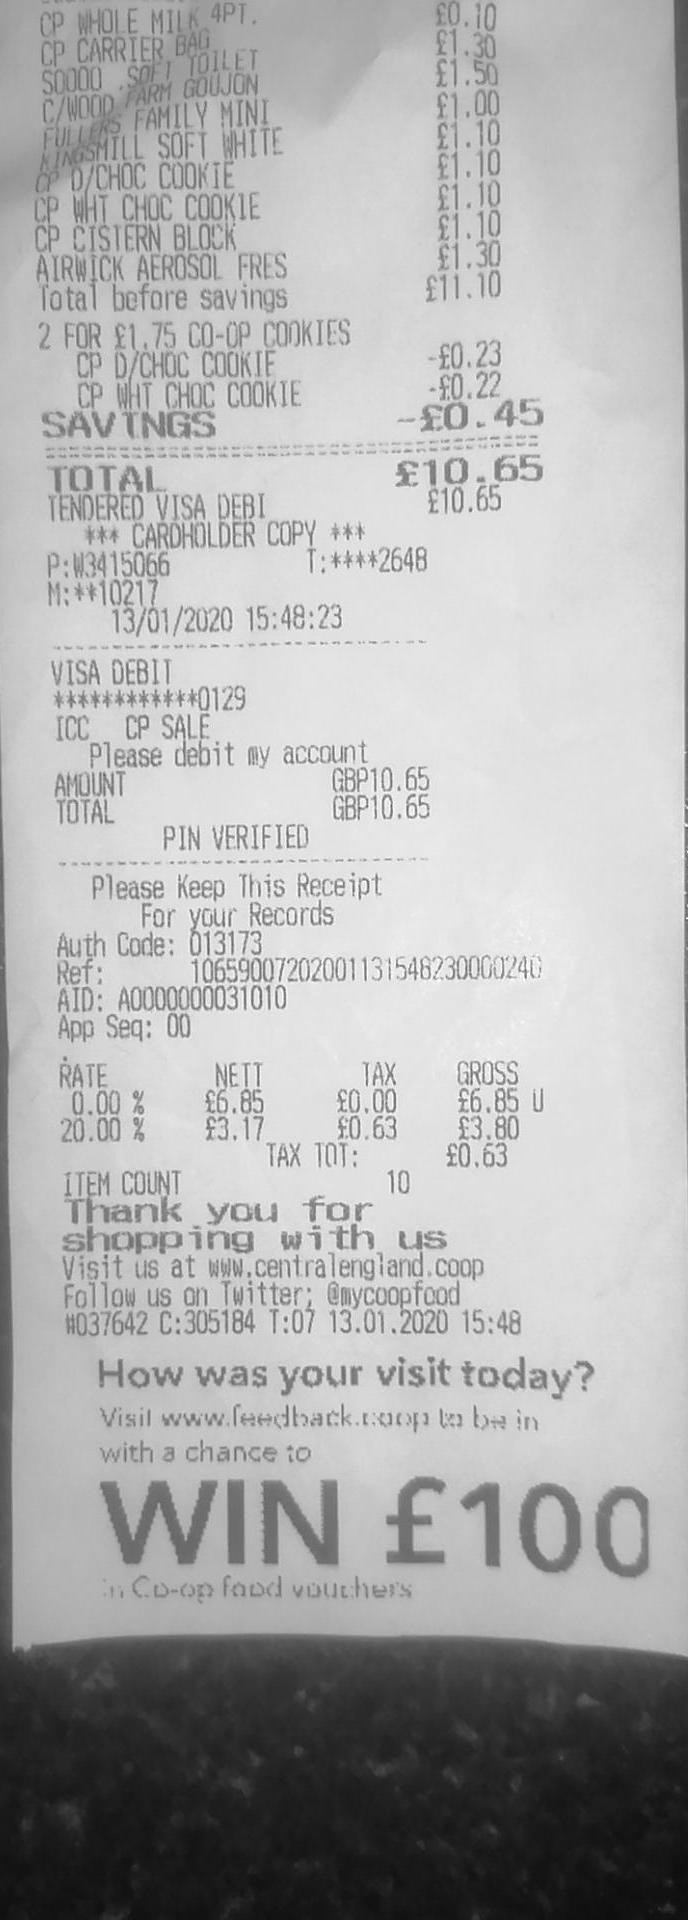 CP WHOLE MILK 4PT.
CP CARRIER BAG £0.10
SOOOO .SOFT TOILET £1.30
C/WOOD FARM GOUJON £1.50
FULLERS FAMILY MINI £1.00
KINGSMILL SOFT WHITE £1.10
CP D/CHOC COOKIE £1.10
CP WHT CHOC COOKIE £1.10
CP CISTERN BLOCK £1.10
AIRWICK AEROSOL FRES £1.30
Total before savings £11.10
2 FOR £1.75 CO-OP COOKIES
CP D/CHOC COOKIE -£0.23
CP WHT CHOC COOKIE -£0.22
SAVINGS -£0.45
TOTAL £10.65
TENDERED VISA DEBI £10.65
*** CARDHOLDER COPY ***
P:W3415066 T:****2648
M:**10217
13/01/2020 15:48:23
VISA DEBIT
************0129
ICC CP SALE
Please debit my account
AMOUNT GBP10.65
TOTAL GBP10.65
PIN VERIFIED
Please Keep This Receipt
For your Records
Auth Code: 013173
Ref: 10659007202001131548230000240
AID: A0000000031010
App Seq: 00
RATE NETT TAX GROSS
0.00 % £6.85 £0.00 £6.85 U
20.00 % £3.17 £0.63 £3.80
TAX TOT: £0.63
ITEM COUNT 10
Thank you for
shopping with us
Visit us at www.centralengland.coop
Follow us on Twitter; @mycoopfood
#037642 C:305184 T:07 13.01.2020 15:48
How was your visit today?
Visit www.feedback.coop to be in
with a chance to
WIN £100
in Co-op food vouchers